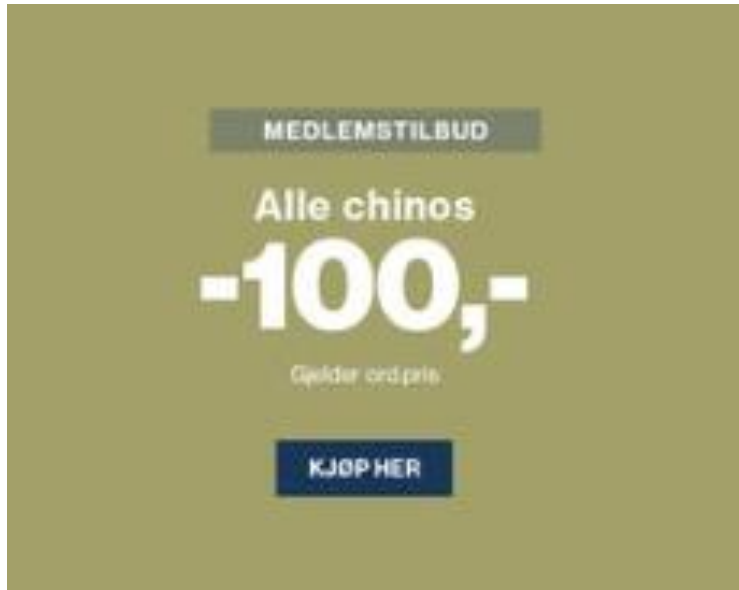 MEDLEMSTILBUD
Alle chinos
-100,-
Gjelder ord.pris
KJØP HER